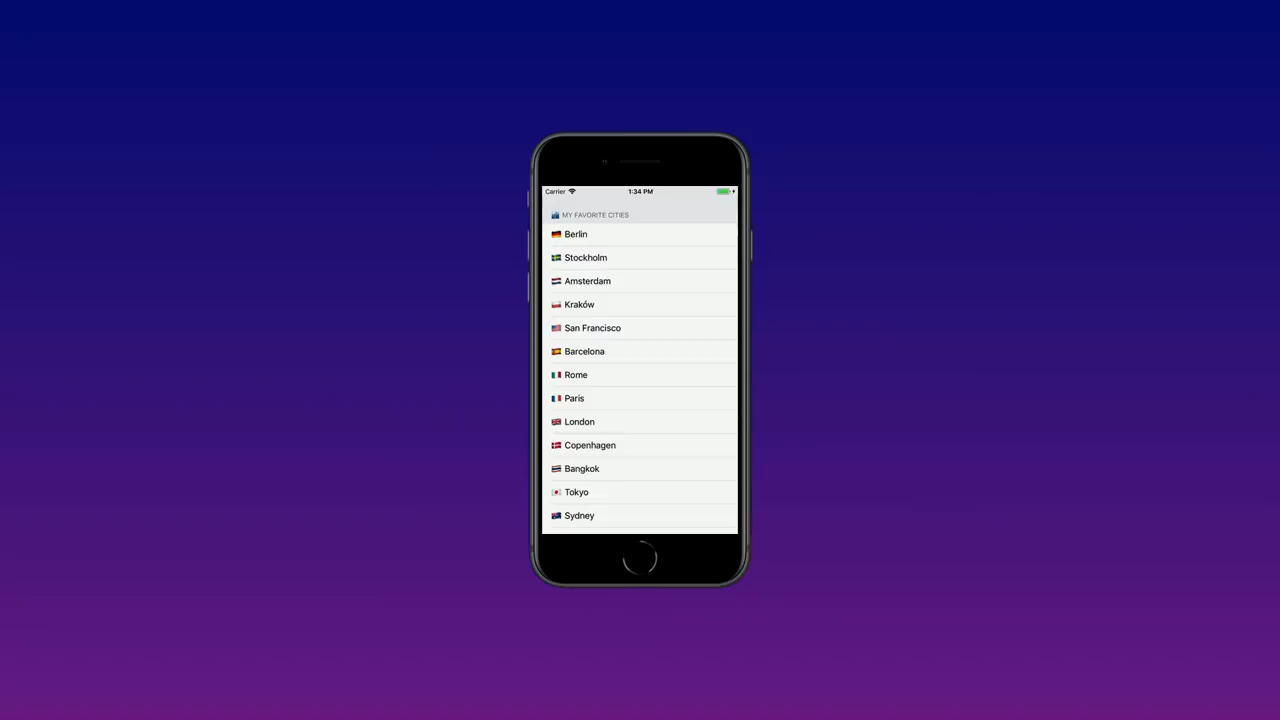 Carrier 1:34 PM
MY FAVORITE CITIES
Berlin
Stockholm
Amsterdam
Kraków
San Francisco
Barcelona
Rome
Paris
London
Copenhagen
Bangkok
Tokyo
Sydney